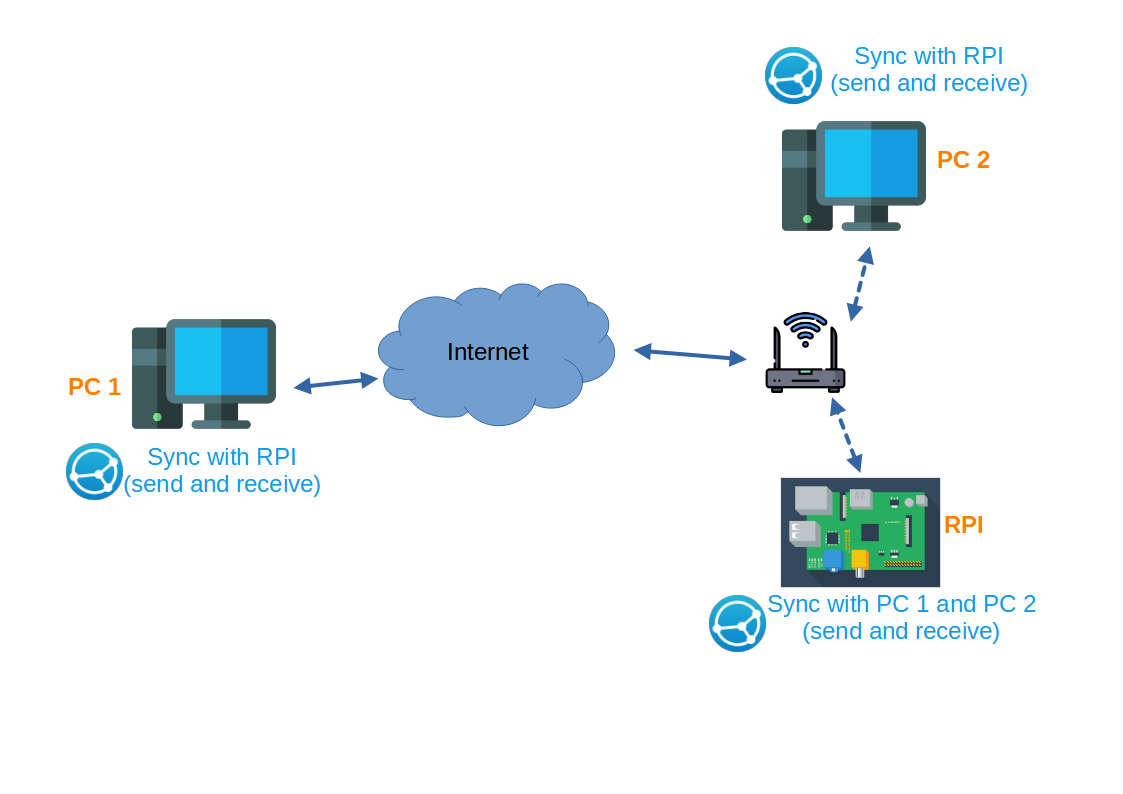 Sync with RPI
(send and receive)
PC 2
Internet
PC 1
Sync with RPI
(send and receive)
RPI
Sync with PC 1 and PC 2
(send and receive)